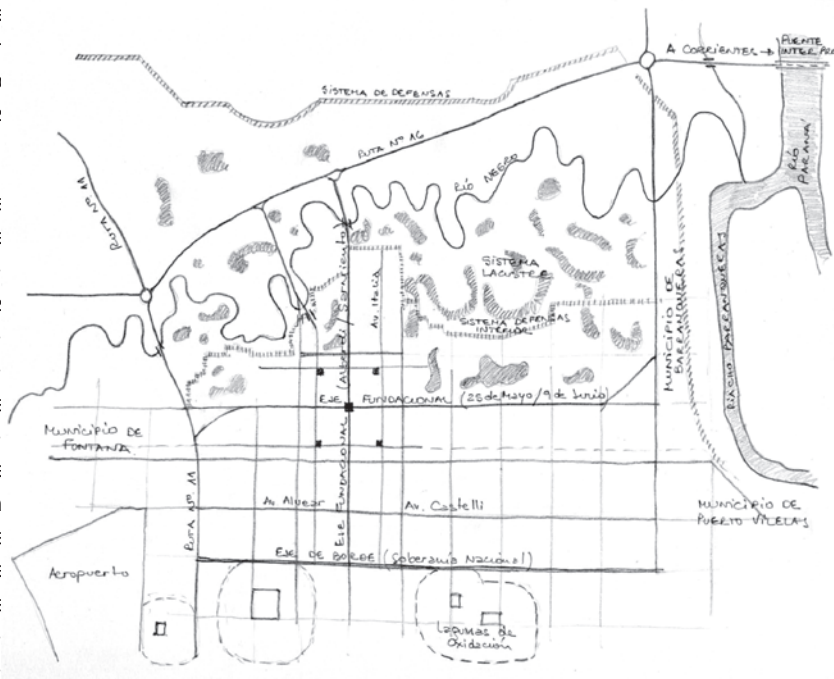 A CORRIENTES →
PUENTE
INTER PRO
SISTEMA DE DEFENSAS
RUTA Nº 16
RÍO NEGRO
RÍO
PARANÁ
RUTA Nº 11
SISTEMA
LACUSTRE
SISTEMA DEFENSAS
INTERIOR
Av. Italia
EJE FUNDACIONAL (Alberdi / Sarmiento)
MUNICIPIO DE
BARRANQUERAS
RIACHO BARRANQUERAS
EJE FUNDACIONAL (25 de Mayo / 9 de Julio)
MUNICIPIO DE
FONTANA
RUTA Nº 11
Av Alvear
Av. Castelli
MUNICIPIO DE
PUERTO VILELAS
EJE DE BORDE (Soberanía Nacional)
Aeropuerto
Lagunas de
Oxidación